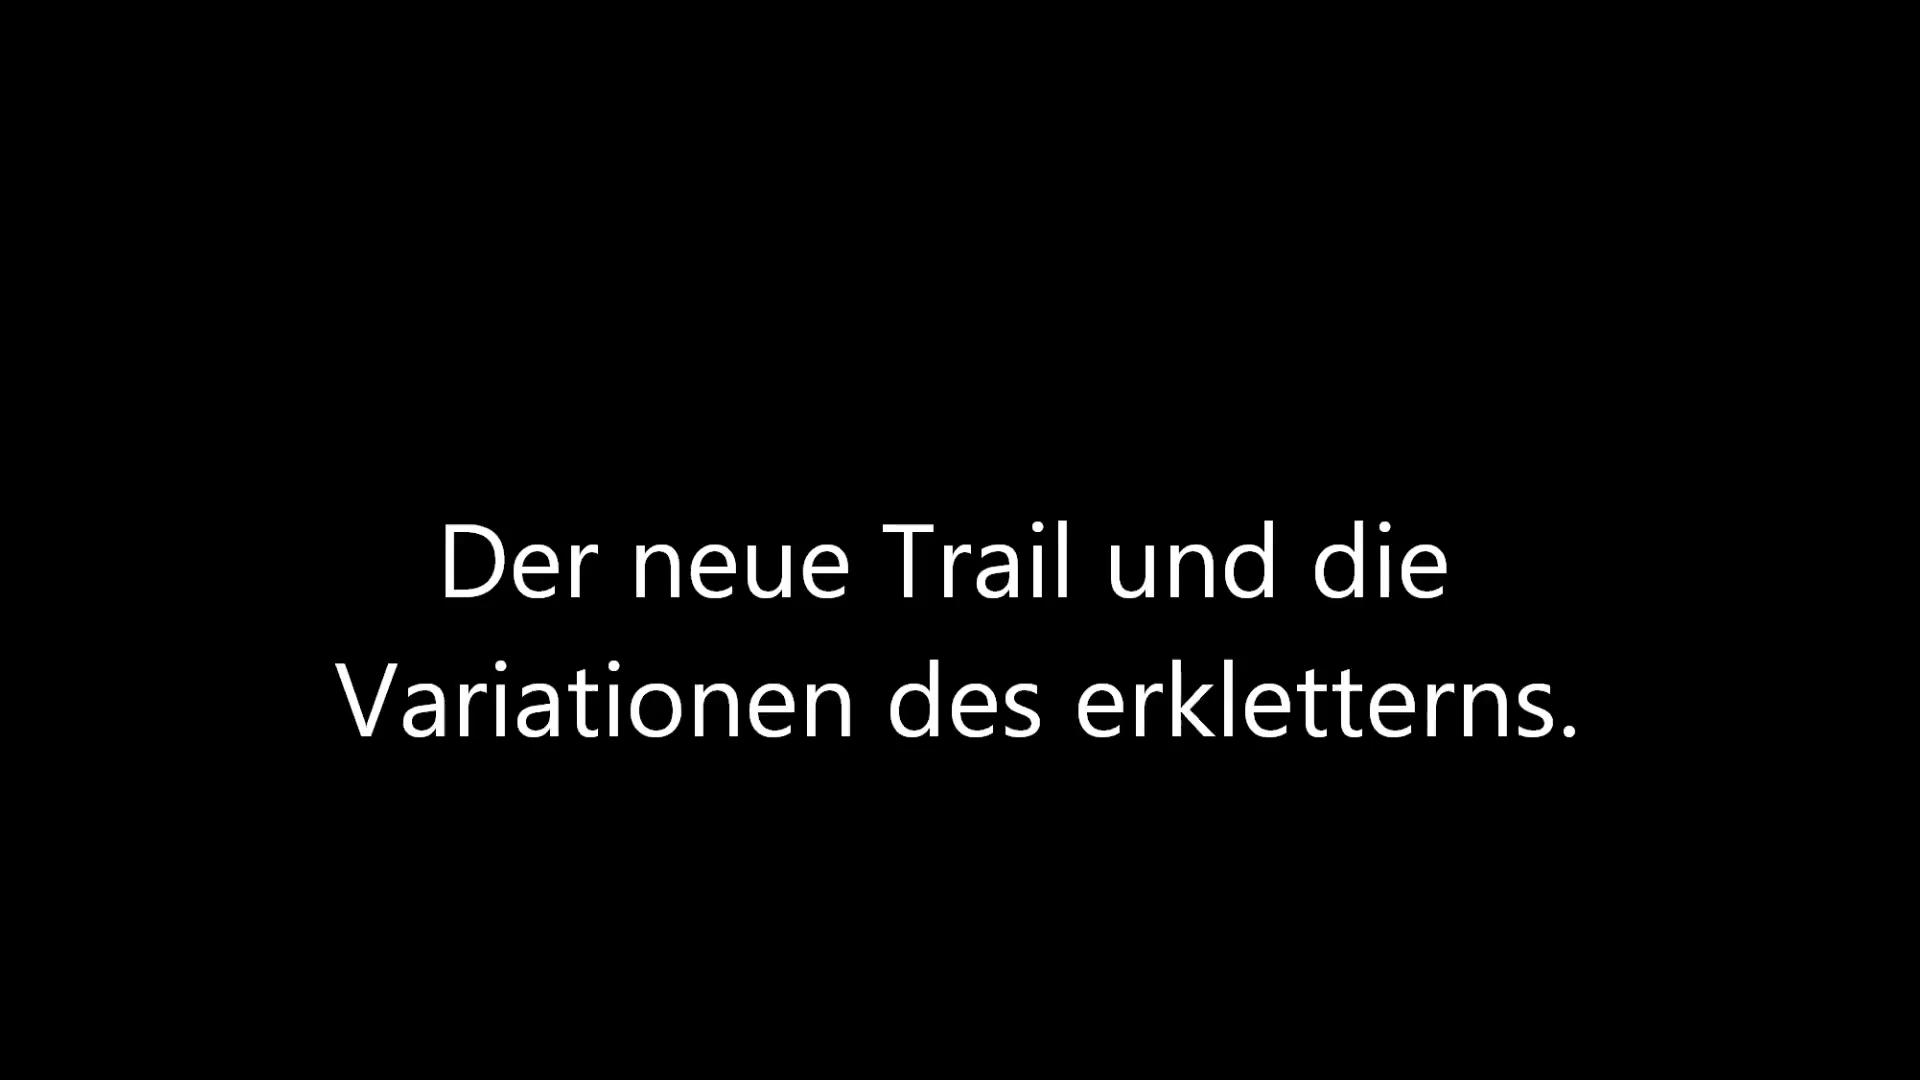 Der neue Trail und die
Variationen des erkletterns.